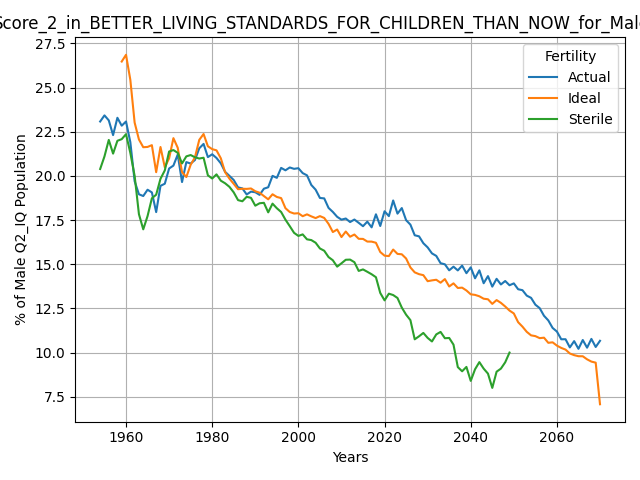 Score_2_in_BETTER_LIVING_STANDARDS_FOR_CHILDREN_THAN_NOW_for_Male
27.5
25.0
22.5
20.0
17.5
15.0
12.5
10.0
7.5
% of Male Q2_IQ Population
Fertility
Actual
Ideal
Sterile
1960
1980
2000
2020
2040
2060
Years